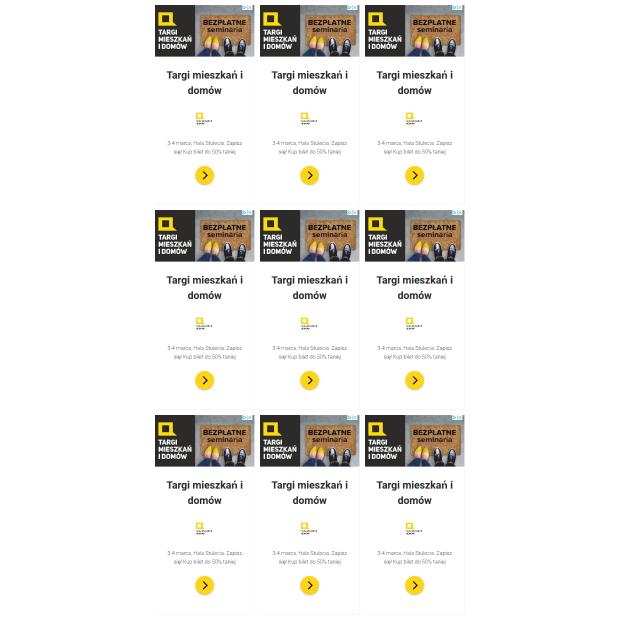 TARGI
MIESZKAŃ
I DOMÓW
BEZPŁATNE
seminaria
Targi mieszkań i
domów
3-4 marca, Hala Stulecia. Zapisz
się! Kup bilet do 50% taniej
TARGI
MIESZKAŃ
I DOMÓW
BEZPŁATNE
seminaria
Targi mieszkań i
domów
3-4 marca, Hala Stulecia. Zapisz
się! Kup bilet do 50% taniej
TARGI
MIESZKAŃ
I DOMÓW
BEZPŁATNE
seminaria
Targi mieszkań i
domów
3-4 marca, Hala Stulecia. Zapisz
się! Kup bilet do 50% taniej
TARGI
MIESZKAŃ
I DOMÓW
BEZPŁATNE
seminaria
Targi mieszkań i
domów
3-4 marca, Hala Stulecia. Zapisz
się! Kup bilet do 50% taniej
TARGI
MIESZKAŃ
I DOMÓW
BEZPŁATNE
seminaria
Targi mieszkań i
domów
3-4 marca, Hala Stulecia. Zapisz
się! Kup bilet do 50% taniej
TARGI
MIESZKAŃ
I DOMÓW
BEZPŁATNE
seminaria
Targi mieszkań i
domów
3-4 marca, Hala Stulecia. Zapisz
się! Kup bilet do 50% taniej
TARGI
MIESZKAŃ
I DOMÓW
BEZPŁATNE
seminaria
Targi mieszkań i
domów
3-4 marca, Hala Stulecia. Zapisz
się! Kup bilet do 50% taniej
TARGI
MIESZKAŃ
I DOMÓW
BEZPŁATNE
seminaria
Targi mieszkań i
domów
3-4 marca, Hala Stulecia. Zapisz
się! Kup bilet do 50% taniej
TARGI
MIESZKAŃ
I DOMÓW
BEZPŁATNE
seminaria
Targi mieszkań i
domów
3-4 marca, Hala Stulecia. Zapisz
się! Kup bilet do 50% taniej